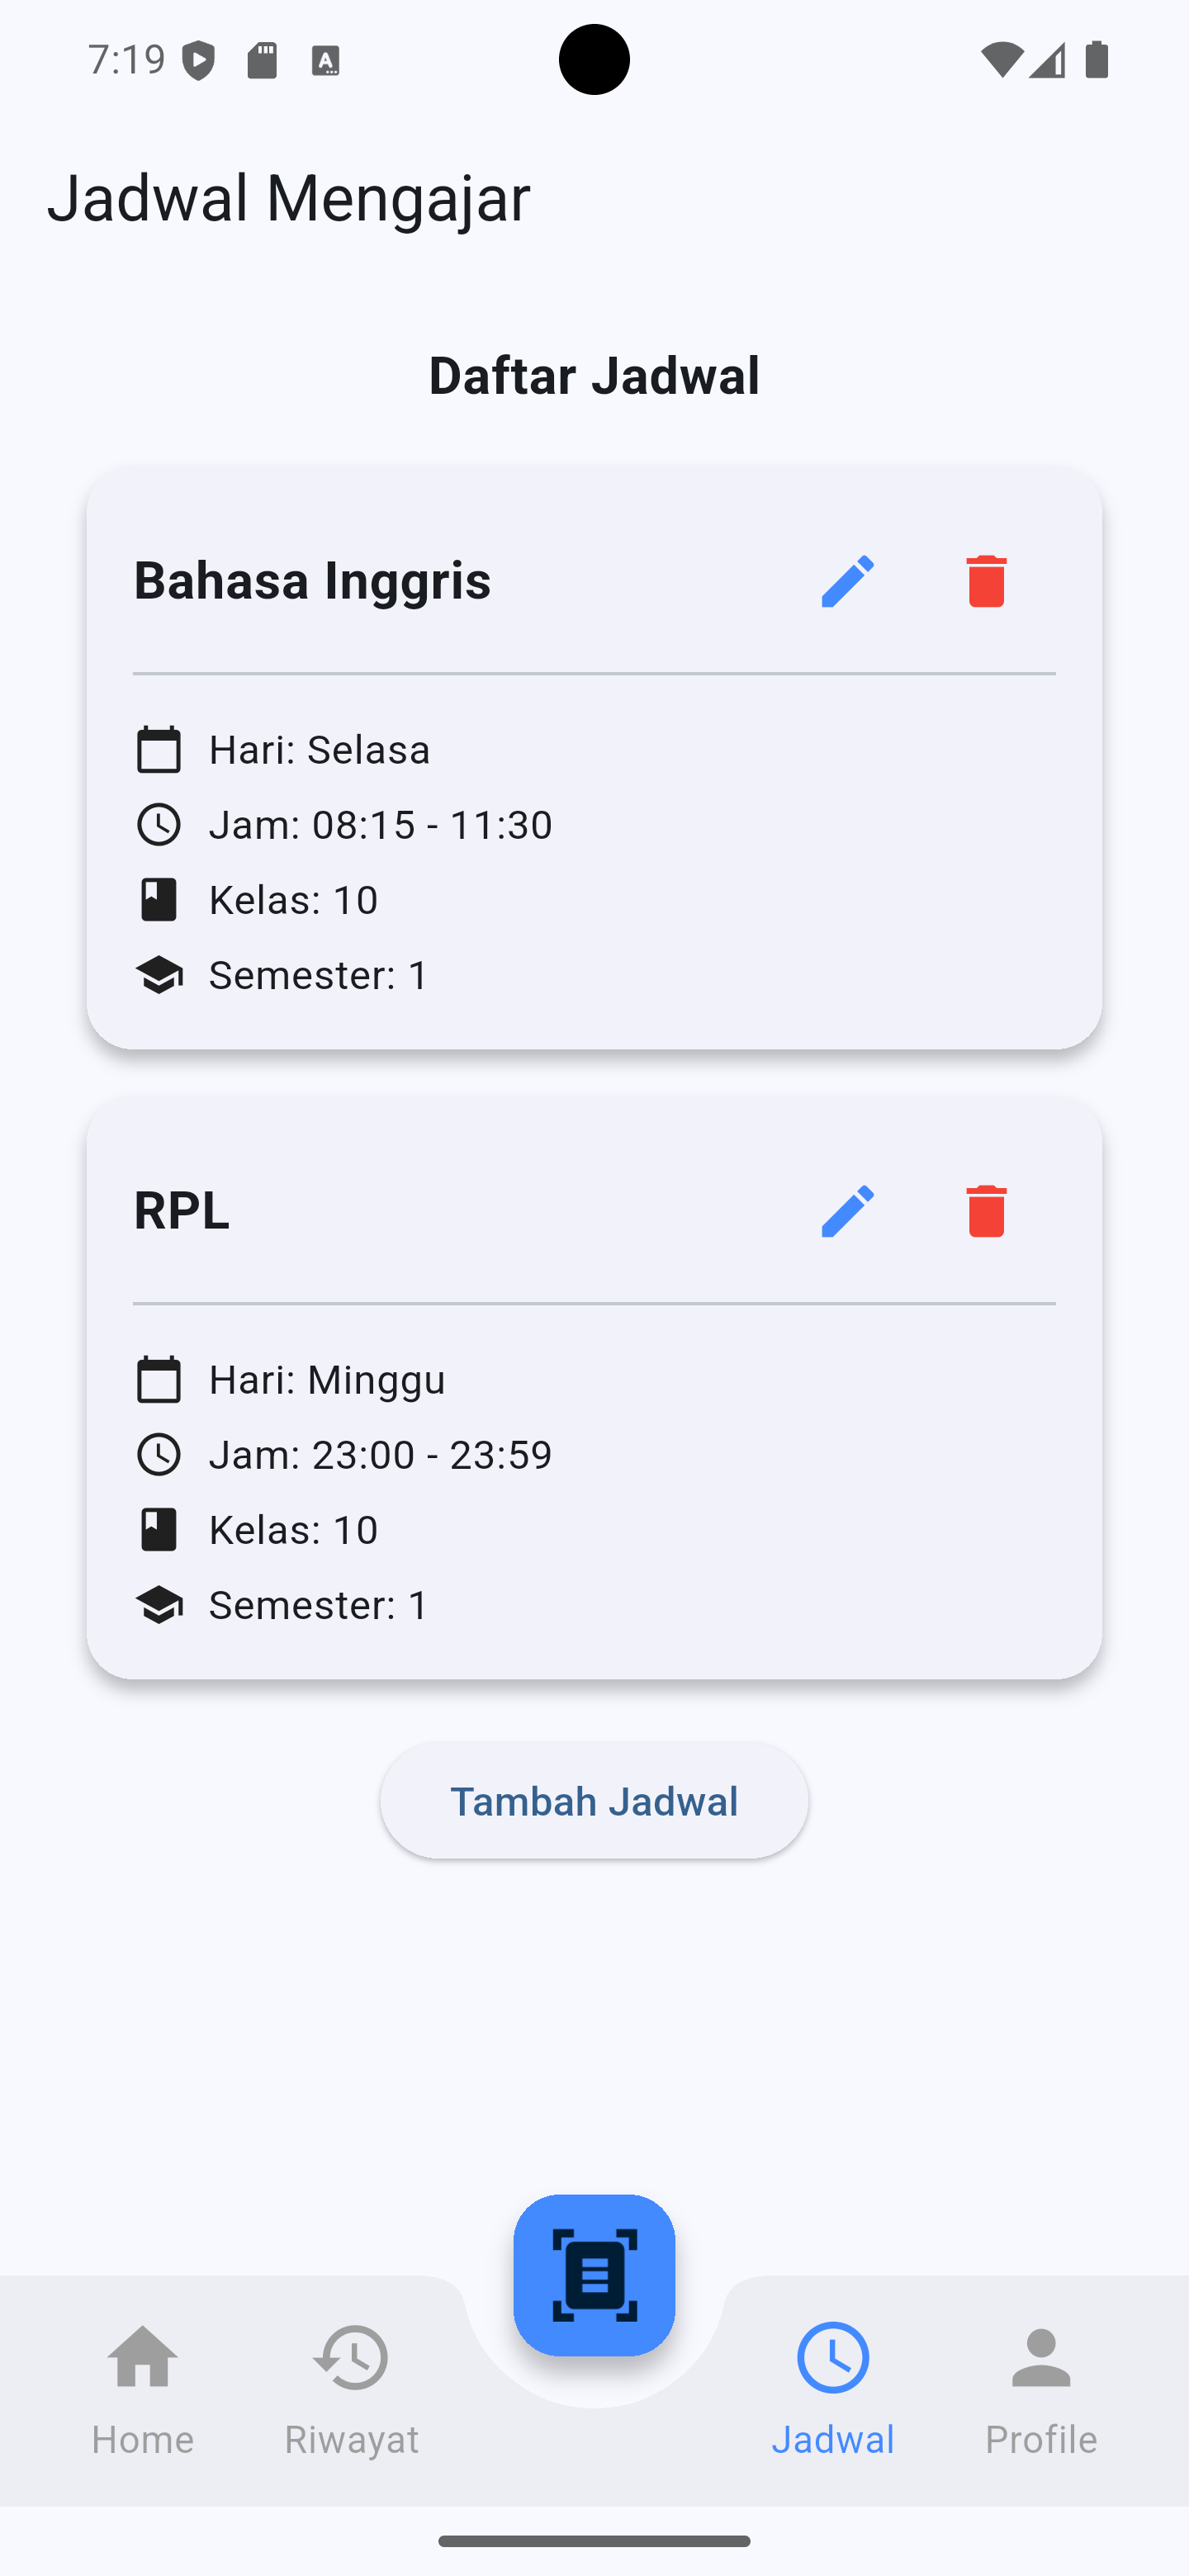 7:19
Jadwal Mengajar
Daftar Jadwal
Bahasa Inggris
Hari: Selasa
Jam: 08:15 - 11:30
Kelas: 10
Semester: 1
RPL
Hari: Minggu
Jam: 23:00 - 23:59
Kelas: 10
Semester: 1
Tambah Jadwal
Home Riwayat Jadwal Profile